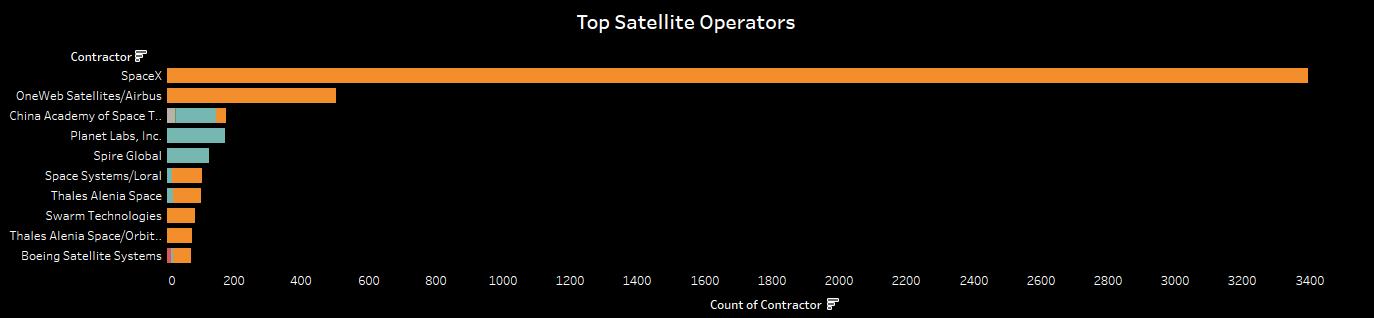 Top Satellite Operators
Contractor
SpaceX
OneWeb Satellites/Airbus
China Academy of Space T..
Planet Labs, Inc.
Spire Global
Space Systems/Loral
Thales Alenia Space
Swarm Technologies
Thales Alenia Space/Orbit..
Boeing Satellite Systems
0 200 400 600 800 1000 1200 1400 1600 1800 2000 2200 2400 2600 2800 3000 3200 3400
Count of Contractor